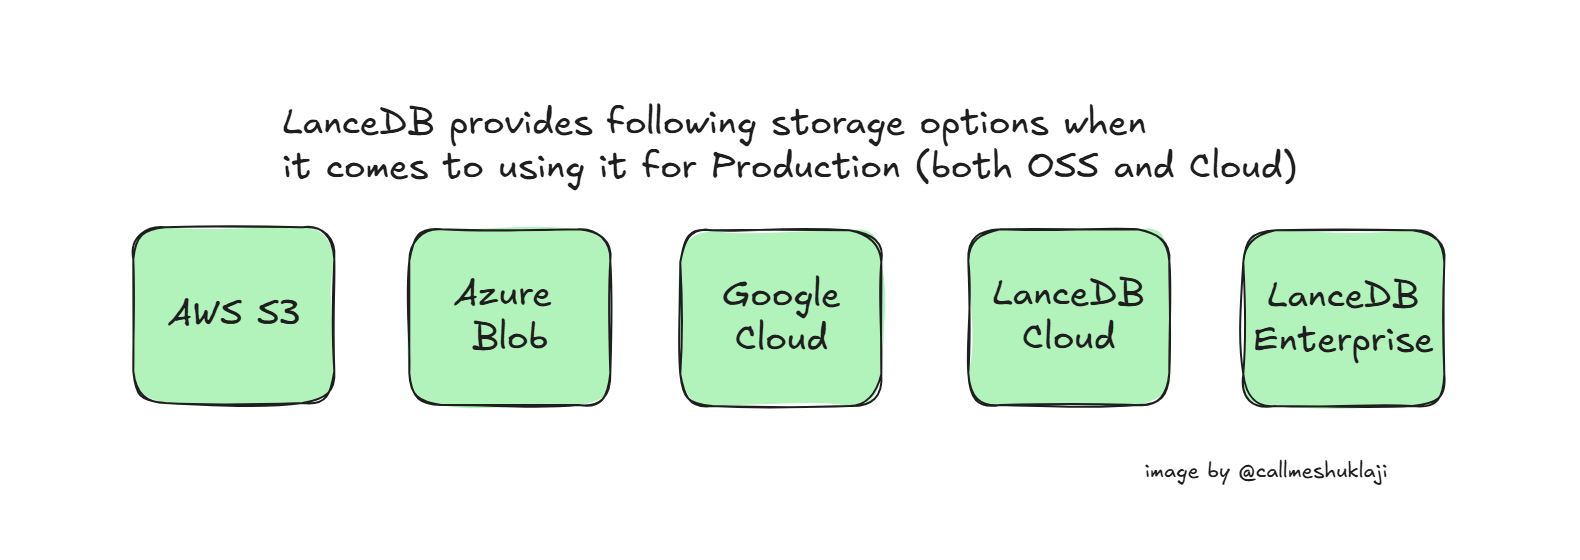 LanceDB provides following storage options when
it comes to using it for Production (both OSS and Cloud)
AWS S3
Azure
Blob
Google
Cloud
LanceDB
Cloud
LanceDB
Enterprise
image by @callmeshuklaji